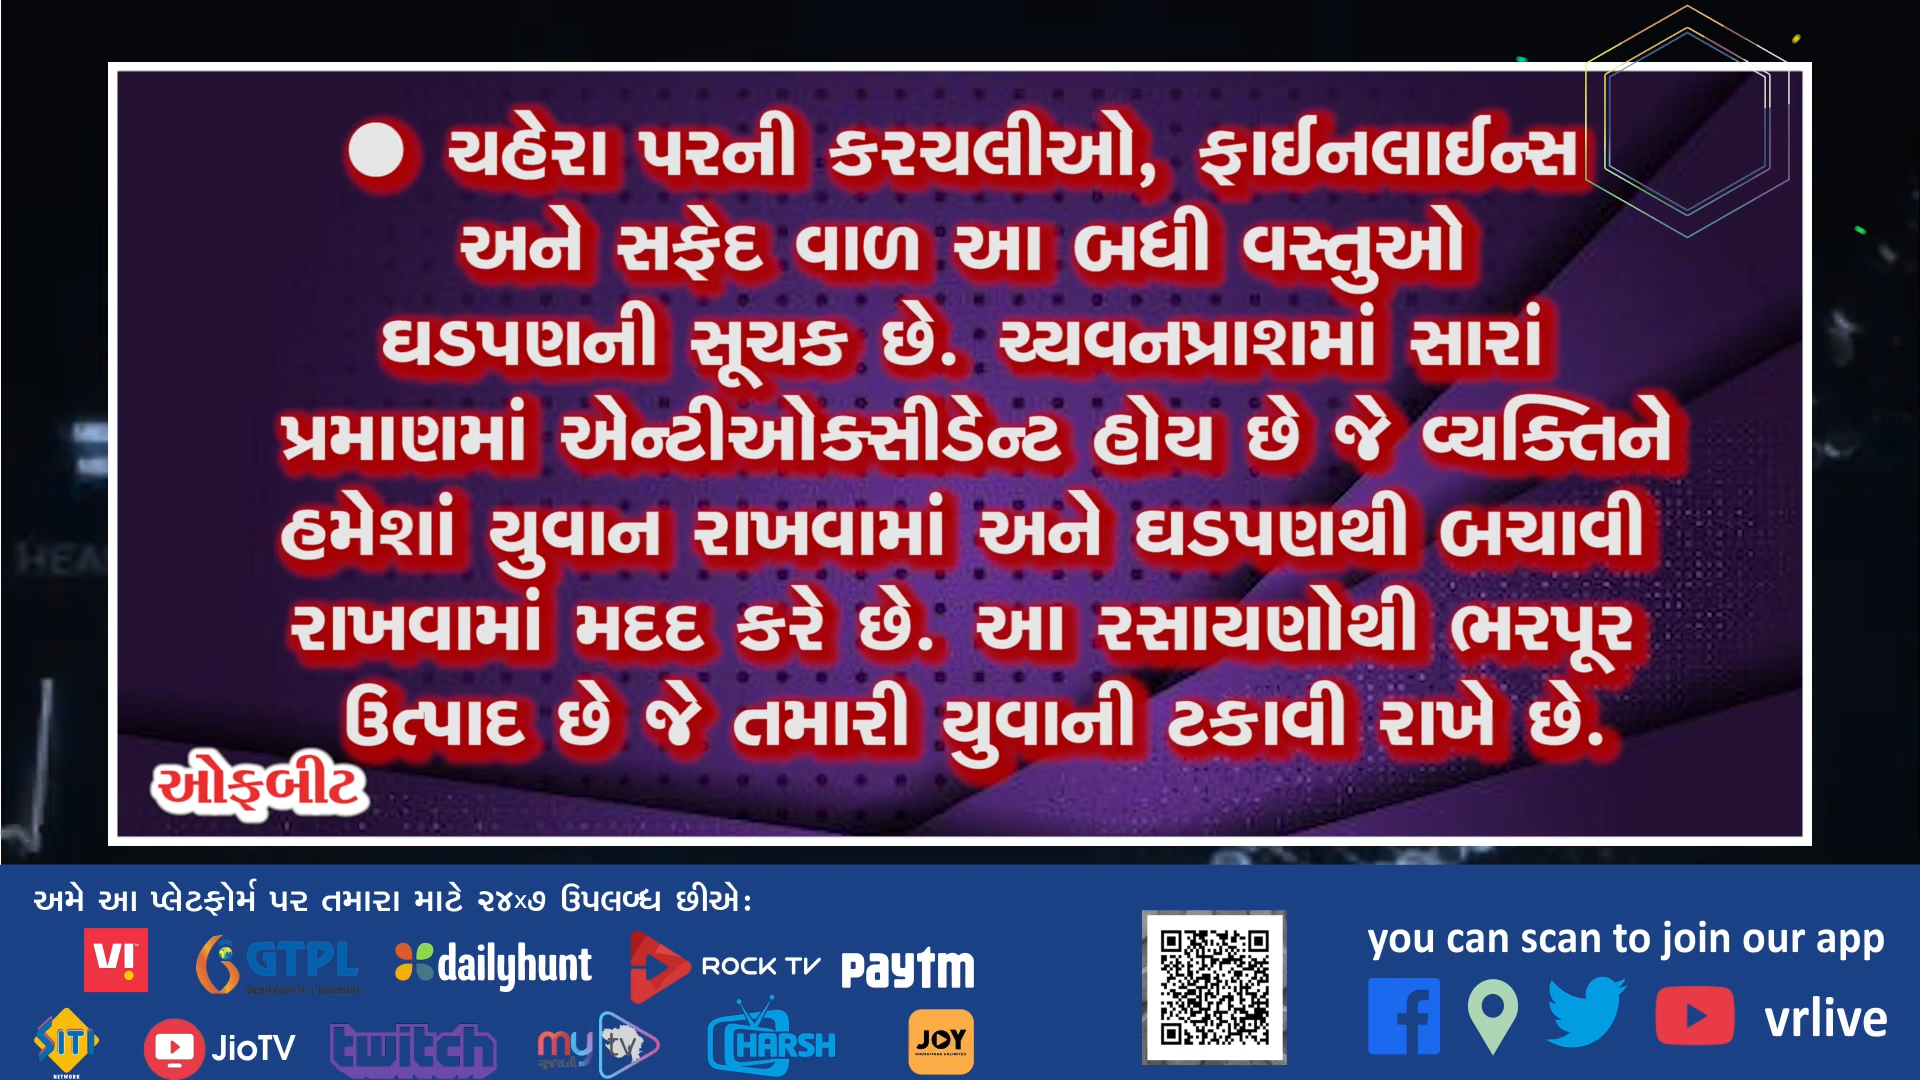 ● ચહેરા પરની કરચલીઓ, ફાઈનલાઈન્સ
અને સફેદ વાળ આ બધી વસ્તુઓ
ઘડપણની સૂચક છે. ચ્યવનપ્રાશમાં સારાં
પ્રમાણમાં એન્ટીઓક્સીડેન્ટ હોય છે જે વ્યક્તિને
હમેશાં યુવાન રાખવામાં અને ઘડપણથી બચાવી
રાખવામાં મદદ કરે છે. આ રસાયણોથી ભરપૂર
ઉત્પાદ છે જે તમારી યુવાની ટકાવી રાખે છે.
ઓફબીટ
અમે આ પ્લેટફોર્મ પર તમારા માટે ૨૪x૭ ઉપલબ્ધ છીએ:
VI GTPL dailyhunt ROCK TV paytm
SITI NETWORK JioTV twitch my tv HARSH JOY
you can scan to join our app
vrlive